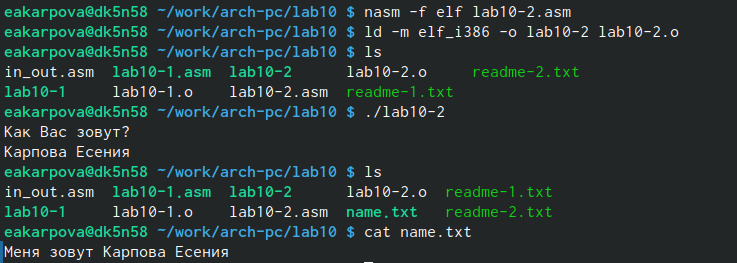 eakarpova@dk5n58 ~/work/arch-pc/lab10 $ nasm -f elf lab10-2.asm
eakarpova@dk5n58 ~/work/arch-pc/lab10 $ ld -m elf_i386 -o lab10-2 lab10-2.o
eakarpova@dk5n58 ~/work/arch-pc/lab10 $ ls
in_out.asm  lab10-1.asm  lab10-2      lab10-2.o     readme-2.txt
lab10-1     lab10-1.o    lab10-2.asm  readme-1.txt
eakarpova@dk5n58 ~/work/arch-pc/lab10 $ ./lab10-2
Как Вас зовут?
Карпова Есения
eakarpova@dk5n58 ~/work/arch-pc/lab10 $ ls
in_out.asm  lab10-1.asm  lab10-2      lab10-2.o  readme-1.txt
lab10-1     lab10-1.o    lab10-2.asm  name.txt   readme-2.txt
eakarpova@dk5n58 ~/work/arch-pc/lab10 $ cat name.txt
Меня зовут Карпова Есения